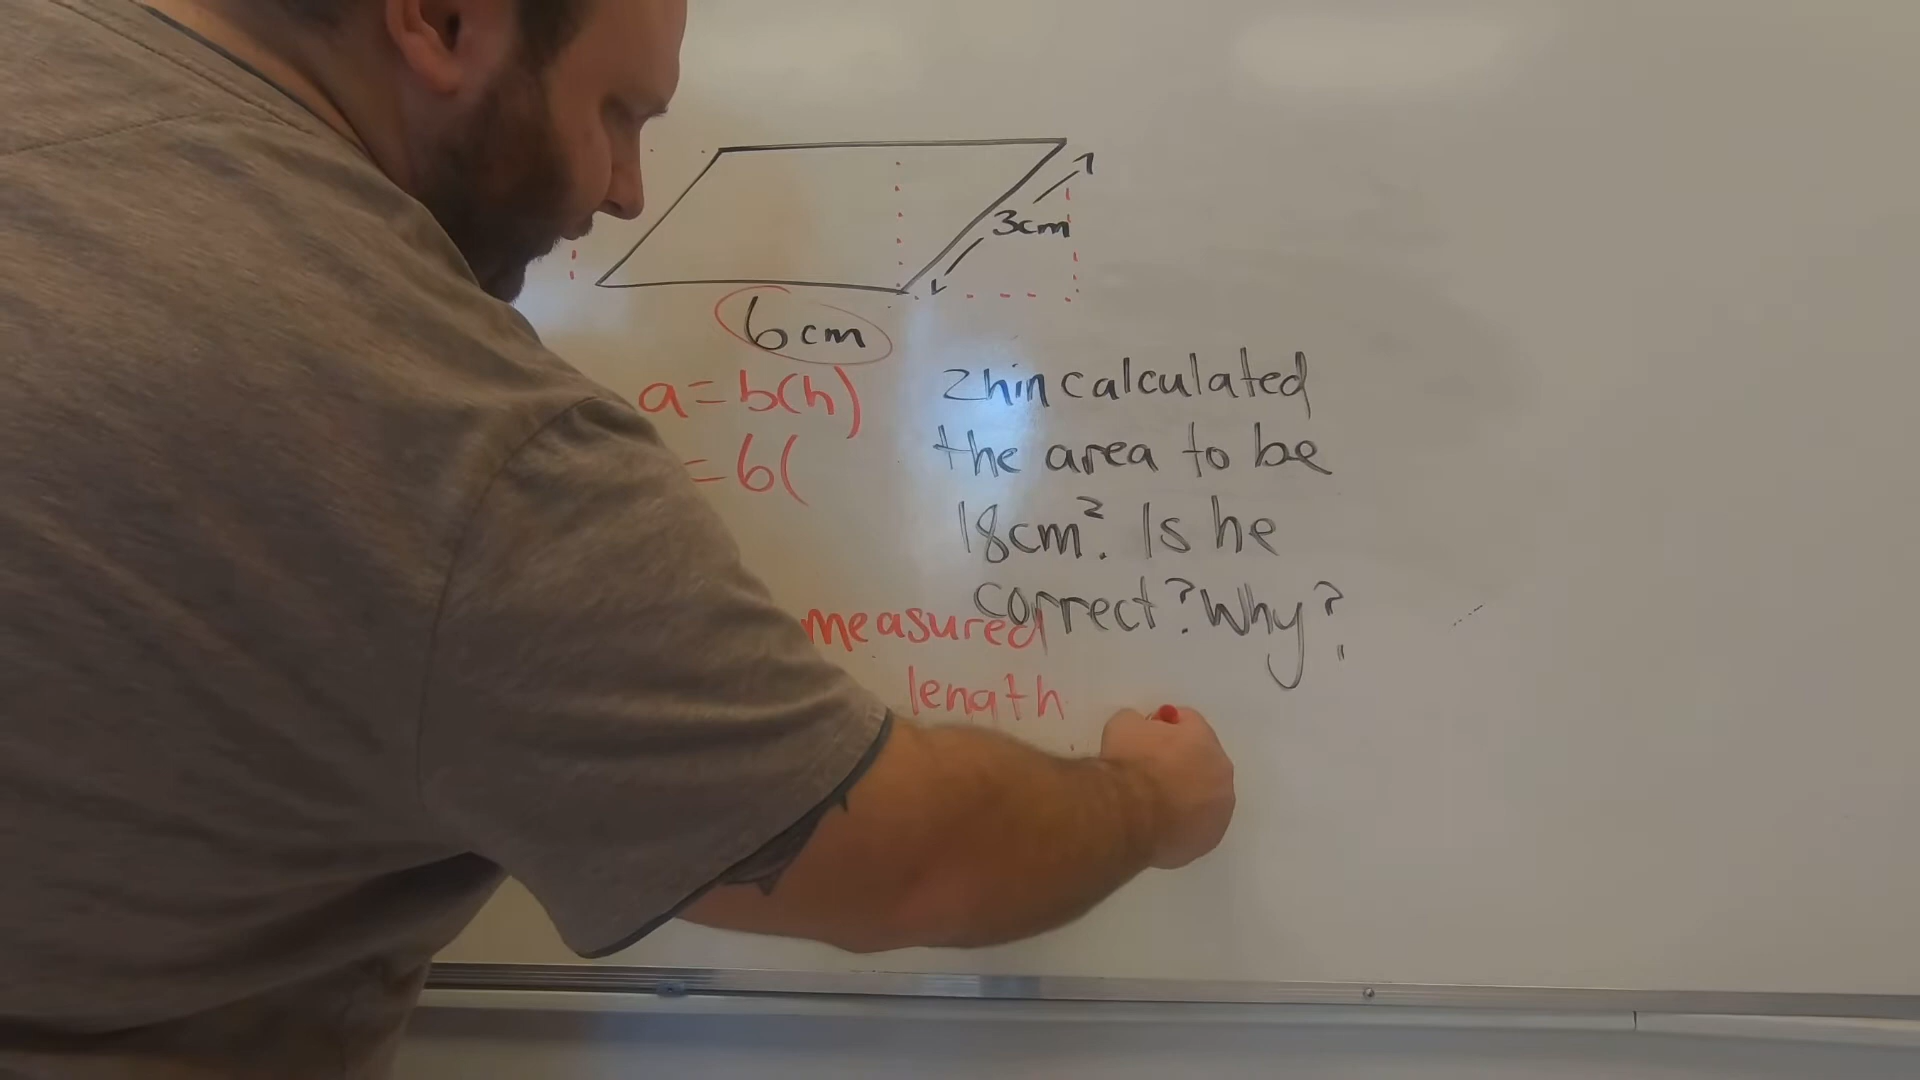 3cm
6cm
a=b(h)
=6(
Zhin calculated
the area to be
18cm². Is he
correct? Why?
measured
length